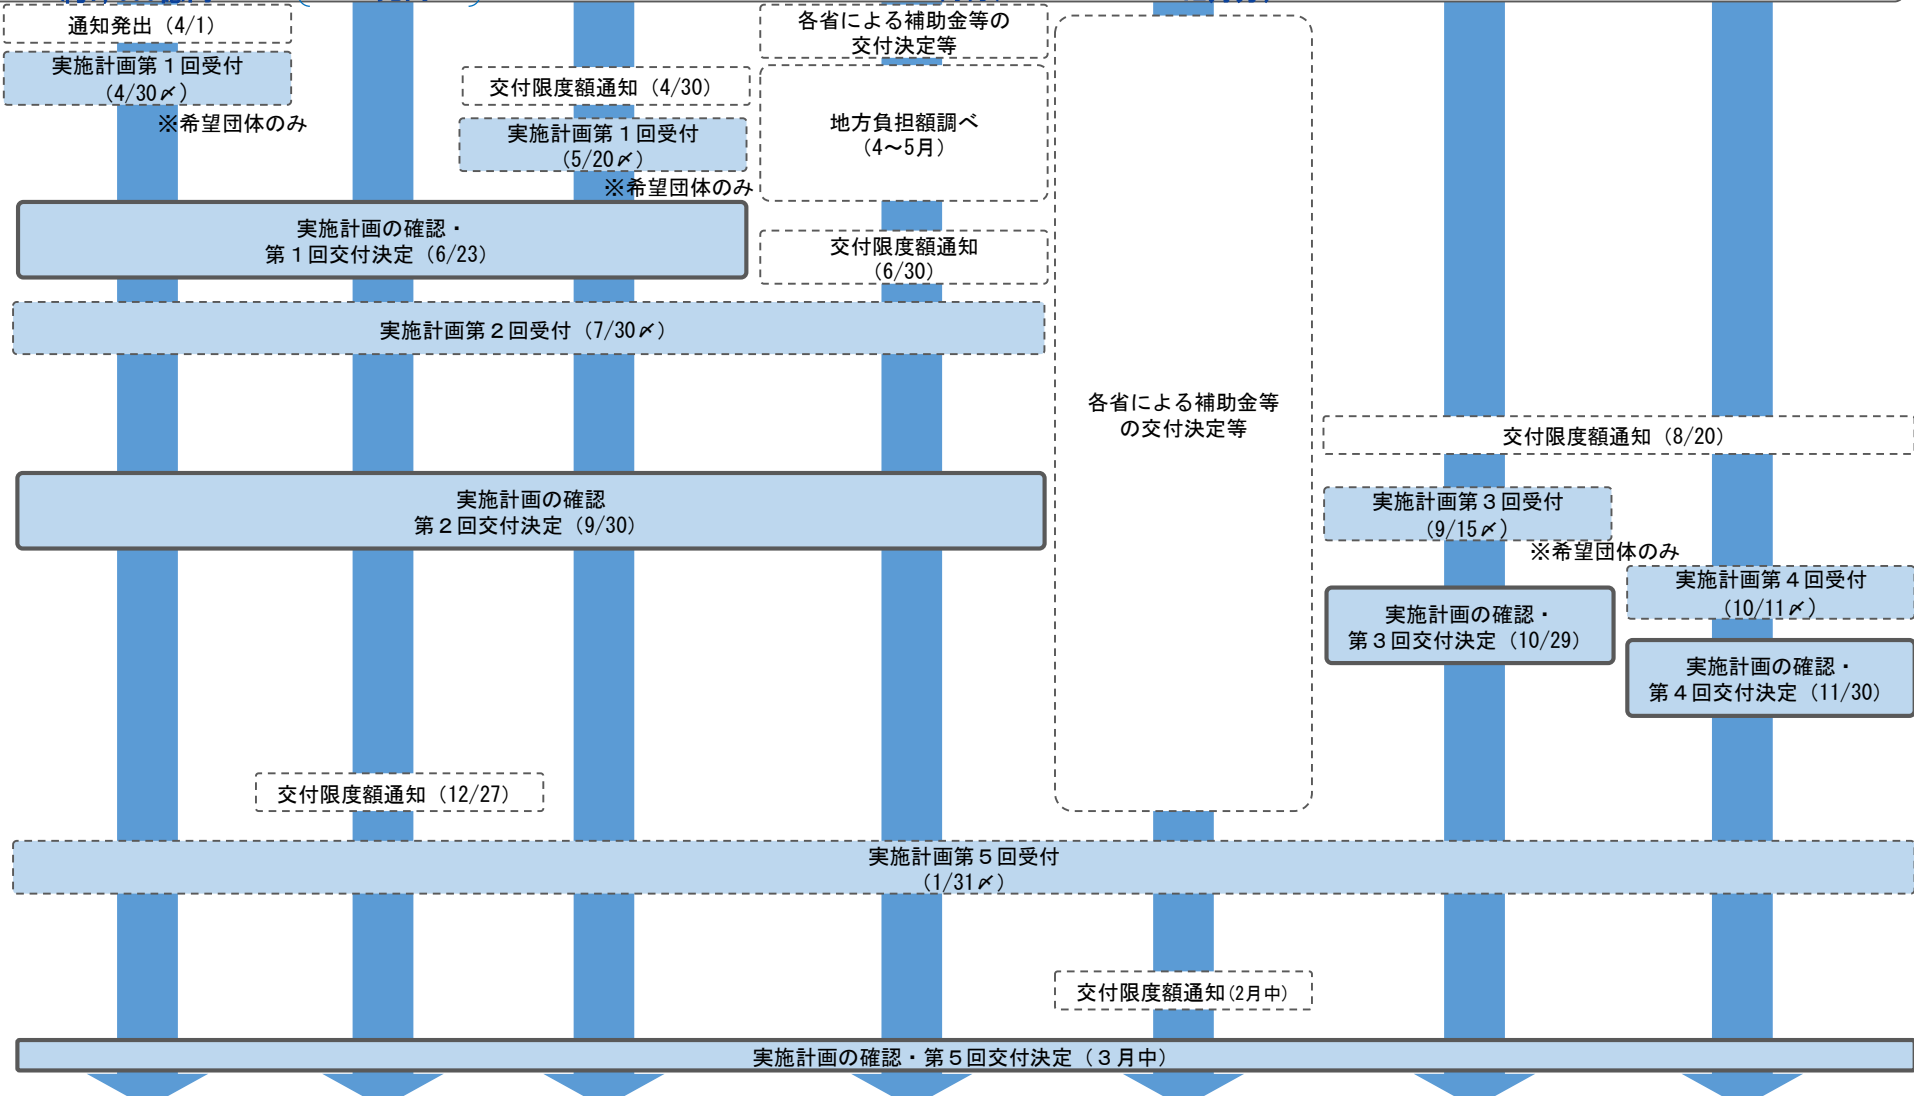 通知発出（4/1）
実施計画第１回受付
（4/30〆）
※希望団体のみ
交付限度額通知（4/30）
実施計画第１回受付
（5/20〆）
※希望団体のみ
各省による補助金等の
交付決定等
地方負担額調べ
（4～5月）
実施計画の確認・
第１回交付決定（6/23）
交付限度額通知
（6/30）
実施計画第２回受付（7/30〆）
各省による補助金等
の交付決定等
交付限度額通知（8/20）
実施計画の確認
第２回交付決定（9/30）
実施計画第３回受付
（9/15〆）
※希望団体のみ
実施計画第４回受付
（10/11〆）
実施計画の確認・
第３回交付決定（10/29）
実施計画の確認・
第４回交付決定（11/30）
交付限度額通知（12/27）
実施計画第５回受付
（1/31〆）
交付限度額通知（2月中）
実施計画の確認・第５回交付決定（３月中）